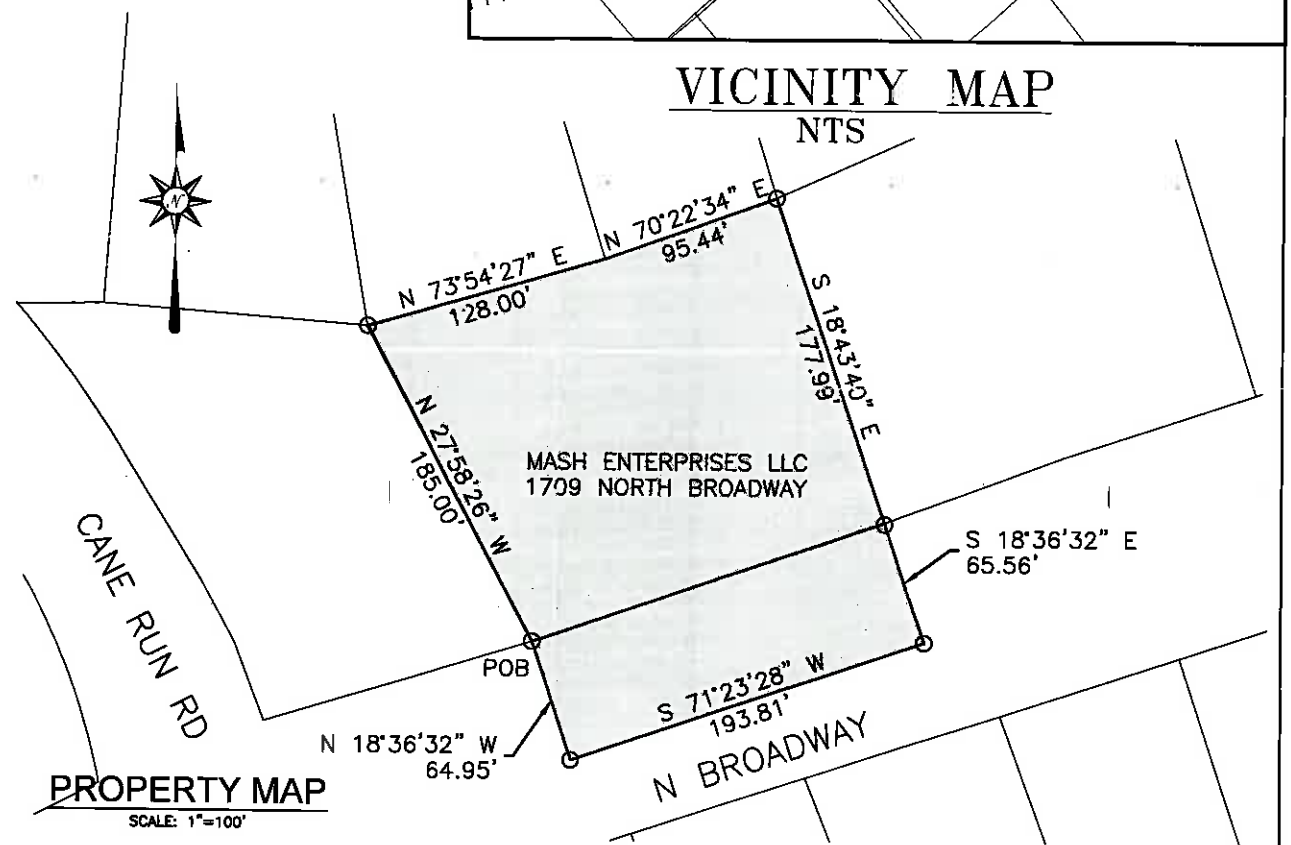 VICINITY MAP
NTS
N
N 70°22'34" E
95.44'
N 73°54'27" E
128.00'
S 18°43'40" E
177.99'
N 27°58'26" W
185.00'
MASH ENTERPRISES LLC
1709 NORTH BROADWAY
S 18°36'32" E
65.56'
CANE RUN RD
POB
S 71°23'28" W
193.81'
N 18°36'32" W
64.95'
N BROADWAY
PROPERTY MAP
SCALE: 1"=100'